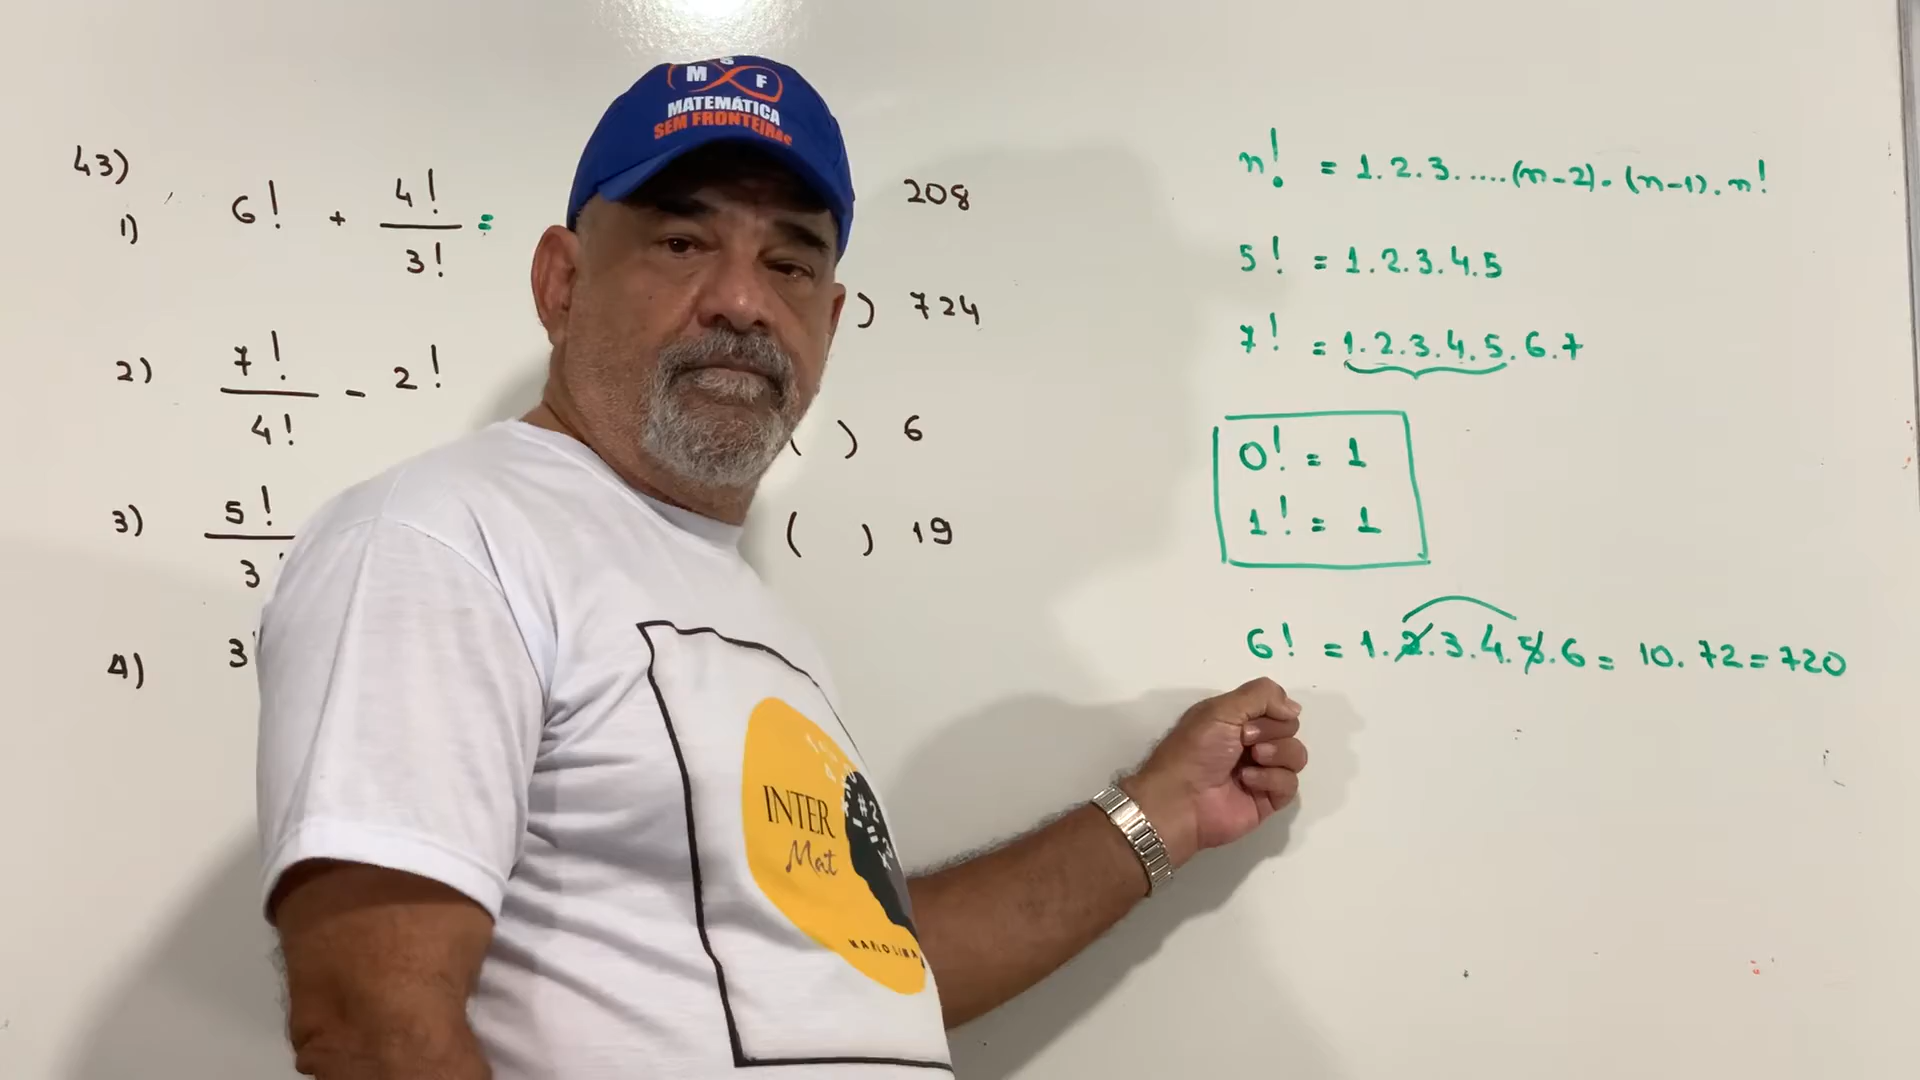 43)
1) 6! + 4!/3! =
2) 7!/4! - 2!
3) 5!/3
4) 3
208
) 724
( ) 6
( ) 19
n! = 1.2.3.....(n-2).(n-1).n!
5! = 1.2.3.4.5
7! = 1.2.3.4.5.6.7
0! = 1
1! = 1
6! = 1.2.3.4.5.6 = 10.72 = 720
M S F
MATEMÁTICA
SEM FRONTEIRAS
INTER
Mat